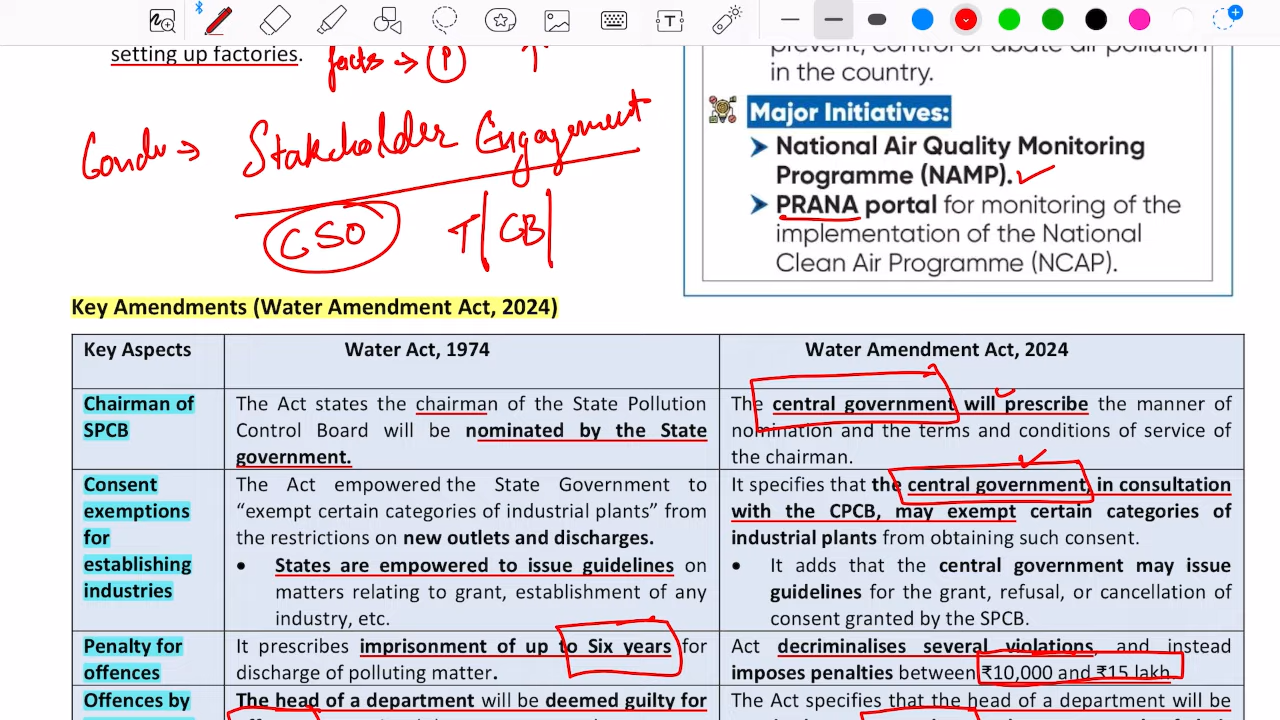 setting up factories.
facts → P ↑
prevent, control or abate air pollution
in the country.
Major Initiatives:
➤ National Air Quality Monitoring
Programme (NAMP).
➤ PRANA portal for monitoring of the
implementation of the National
Clean Air Programme (NCAP).
→ Stakeholder Engagement
CSO
Key Amendments (Water Amendment Act, 2024)
Key Aspects
Water Act, 1974
Water Amendment Act, 2024
Chairman of
SPCB
The Act states the chairman of the State Pollution
Control Board will be nominated by the State
government.
The central government will prescribe the manner of
nomination and the terms and conditions of service of
the chairman.
Consent
exemptions
for
establishing
industries
The Act empowered the State Government to
“exempt certain categories of industrial plants” from
the restrictions on new outlets and discharges.
• States are empowered to issue guidelines on
matters relating to grant, establishment of any
industry, etc.
It specifies that the central government, in consultation
with the CPCB, may exempt certain categories of
industrial plants from obtaining such consent.
• It adds that the central government may issue
guidelines for the grant, refusal, or cancellation of
consent granted by the SPCB.
Penalty for
offences
It prescribes imprisonment of up to Six years for
discharge of polluting matter.
Act decriminalises several violations, and instead
imposes penalties between ₹10,000 and ₹15 lakh.
Offences by
The head of a department will be deemed guilty for
The Act specifies that the head of a department will be